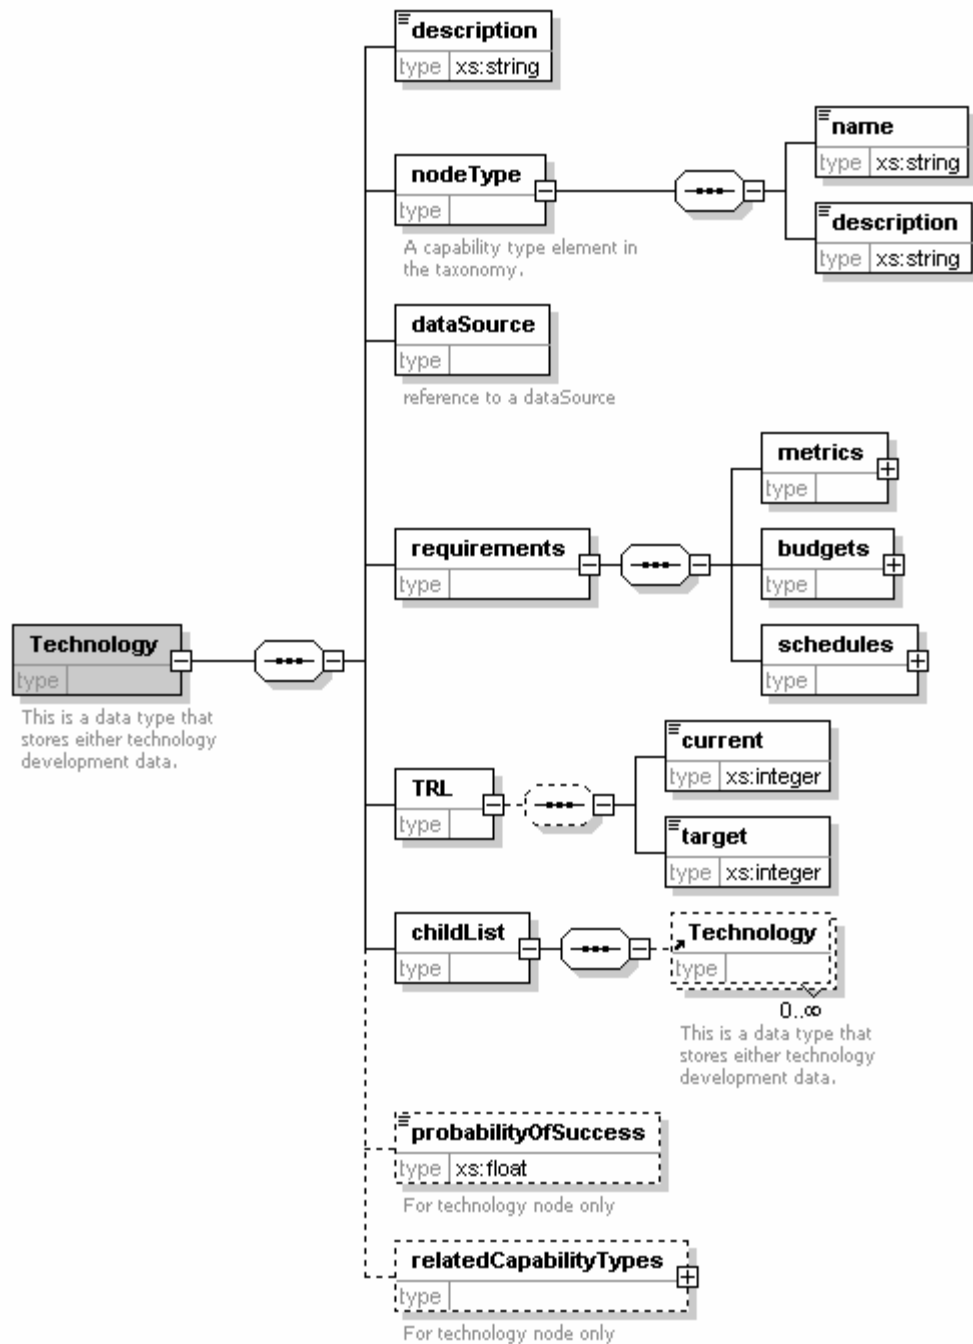 description
type xs:string
name
type xs:string
nodeType
type
description
type xs:string
A capability type element in
the taxonomy.
dataSource
type
reference to a dataSource
metrics
type
requirements
type
budgets
type
schedules
type
Technology
type
This is a data type that
stores either technology
development data.
current
type xs:integer
TRL
type
target
type xs:integer
childList
type
Technology
type
0..∞
This is a data type that
stores either technology
development data.
probabilityOfSuccess
type xs:float
For technology node only
relatedCapabilityTypes
type
For technology node only